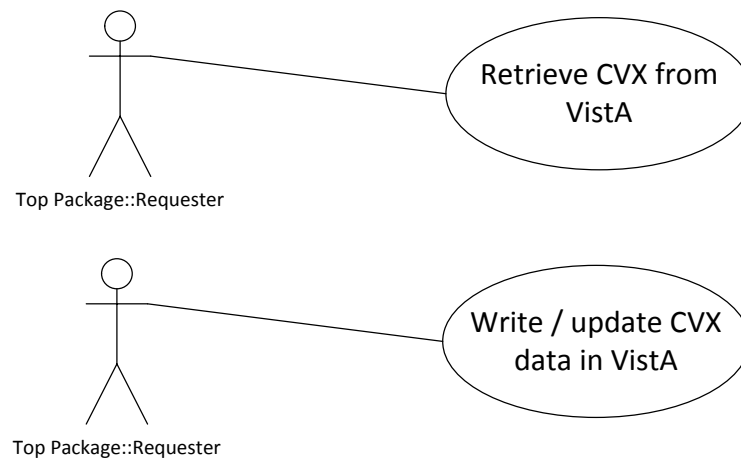 Retrieve CVX from
VistA
Top Package::Requester
Write / update CVX
data in VistA
Top Package::Requester